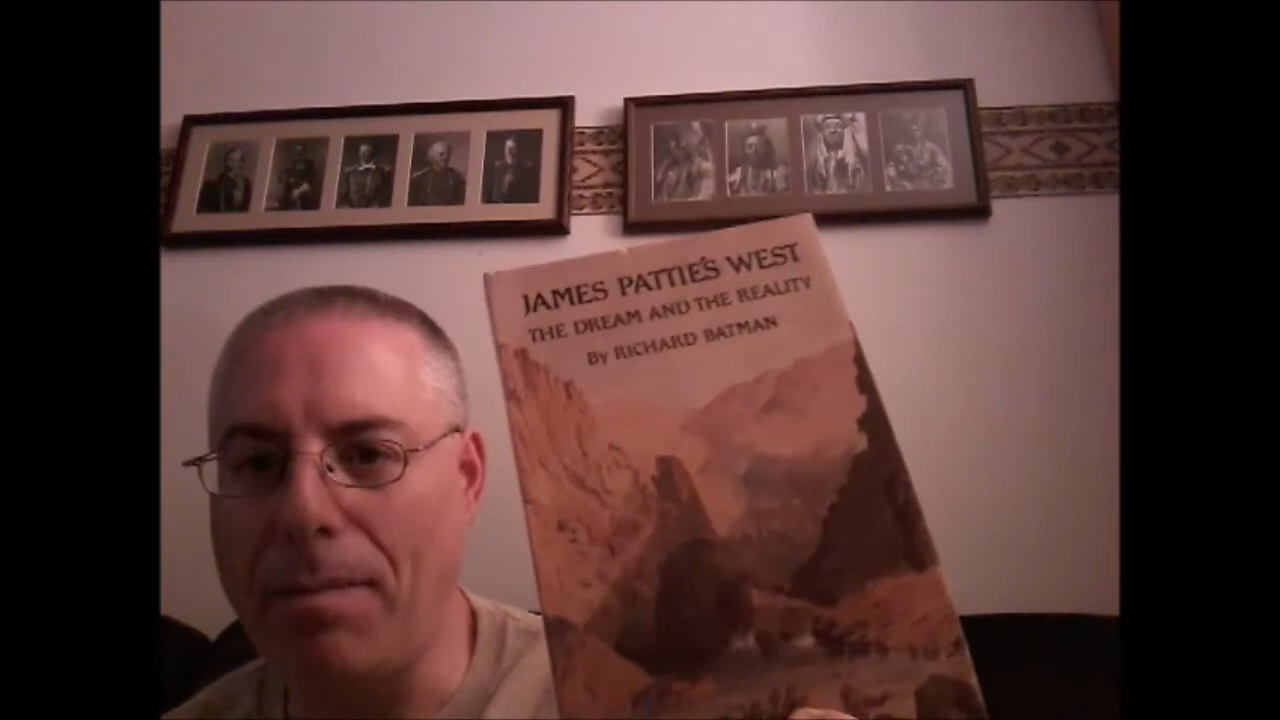 JAMES PATTIE'S WEST
THE DREAM AND THE REALITY
By RICHARD BATMAN